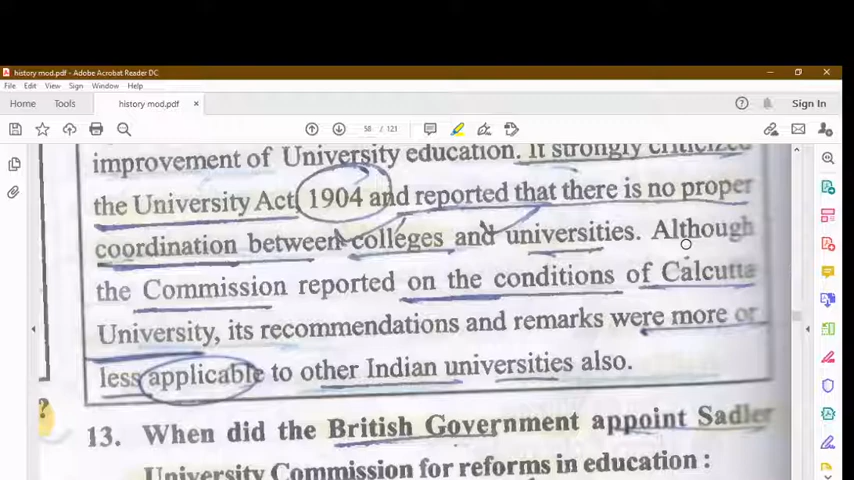 history mod.pdf - Adobe Acrobat Reader DC
File Edit View Sign Window Help
Home Tools history mod.pdf × Sign In
58 / 121
improvement of University education. It strongly criticized
the University Act 1904 and reported that there is no proper
coordination between colleges and universities. Although
the Commission reported on the conditions of Calcutta
University, its recommendations and remarks were more or
less applicable to other Indian universities also.
?
13. When did the British Government appoint Sadler
University Commission for reforms in education :